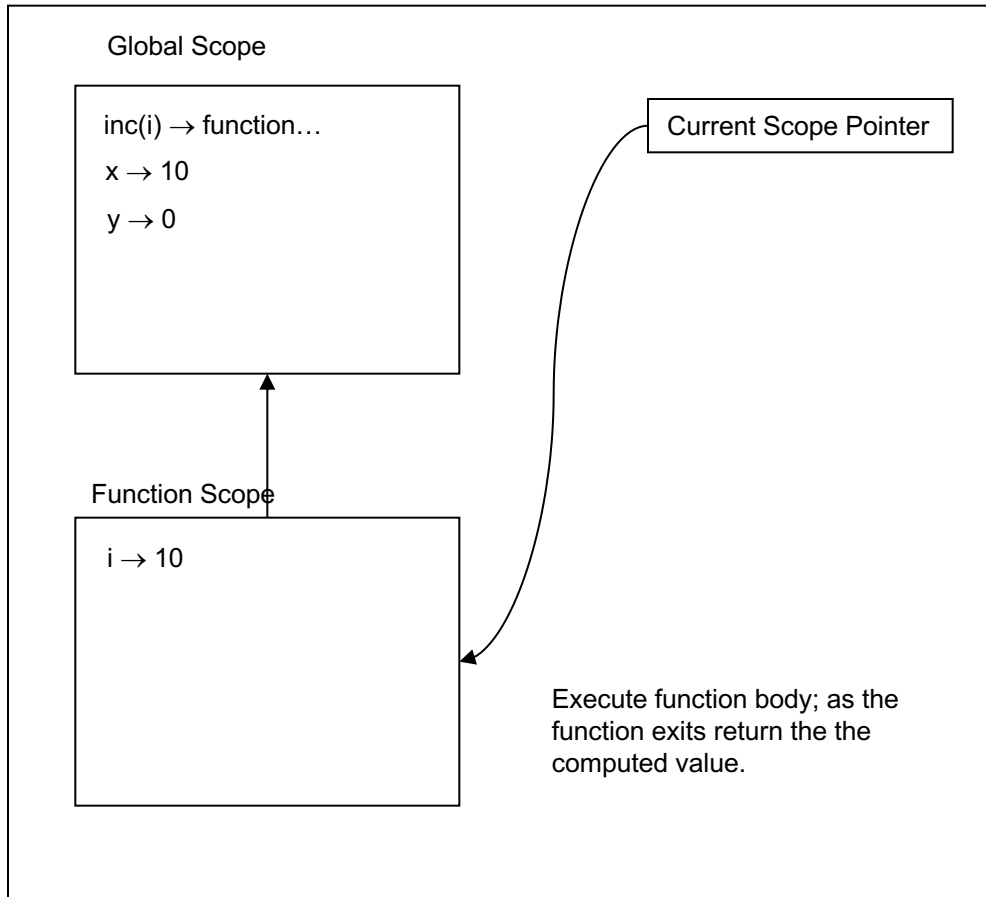 Global Scope
inc(i) → function…
x → 10
y → 0
Current Scope Pointer
Function Scope
i → 10
Execute function body; as the
function exits return the the
computed value.